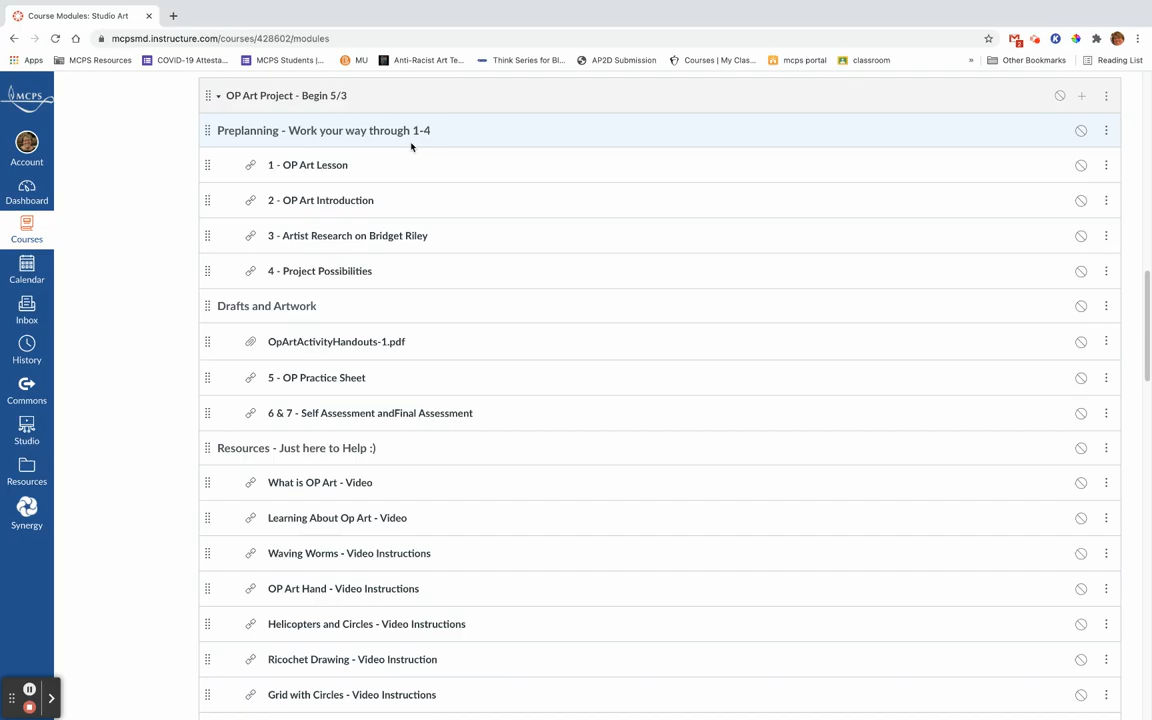 Course Modules: Studio Art
mcpsmd.instructure.com/courses/428602/modules
2
Apps
MCPS Resources
COVID-19 Attesta...
MCPS Students |...
MU
Anti-Racist Art Te...
Think Series for Bl...
AP2D Submission
Courses | My Clas...
mcps portal
classroom
»
Other Bookmarks
Reading List
MCPS
Account
Dashboard
Courses
Calendar
Inbox
History
Commons
Studio
Resources
Synergy
OP Art Project - Begin 5/3
Preplanning - Work your way through 1-4
1 - OP Art Lesson
2 - OP Art Introduction
3 - Artist Research on Bridget Riley
4 - Project Possibilities
Drafts and Artwork
OpArtActivityHandouts-1.pdf
5 - OP Practice Sheet
6 & 7 - Self Assessment andFinal Assessment
Resources - Just here to Help :)
What is OP Art - Video
Learning About Op Art - Video
Waving Worms - Video Instructions
OP Art Hand - Video Instructions
Helicopters and Circles - Video Instructions
Ricochet Drawing - Video Instruction
Grid with Circles - Video Instructions